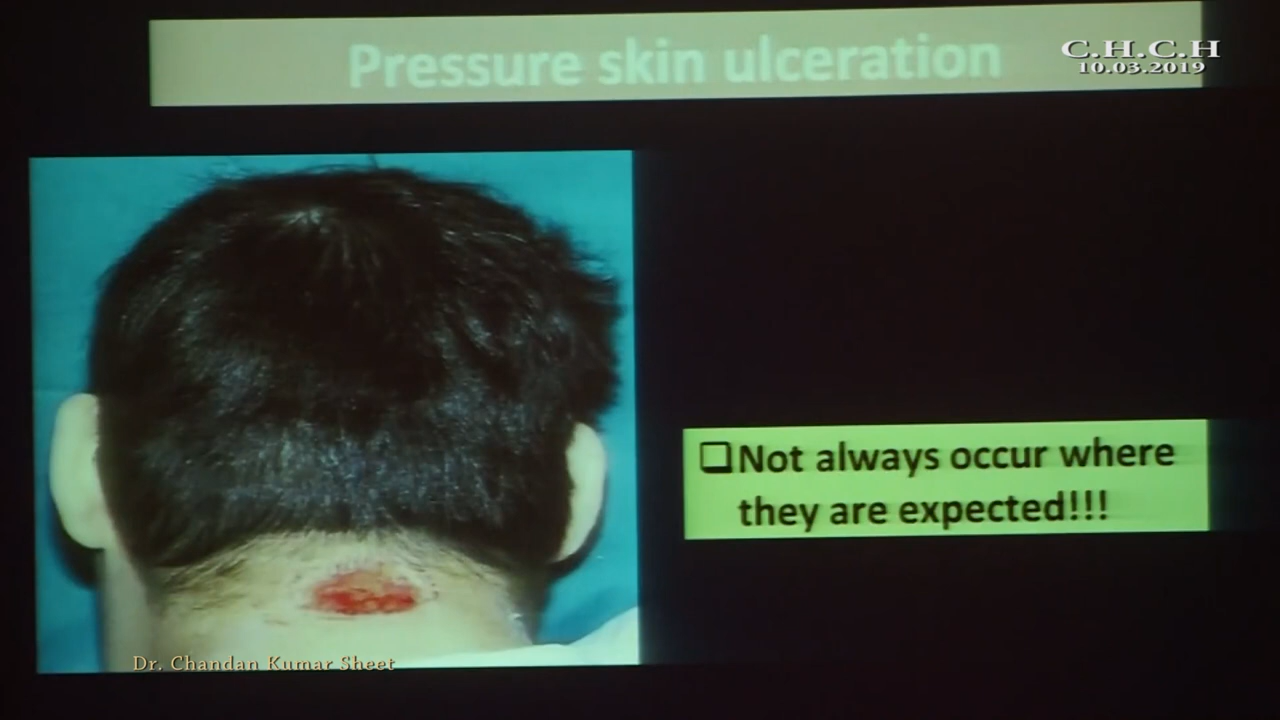 Pressure skin ulceration
C.H.C.H
10.03.2019
❑Not always occur where
they are expected!!!
Dr. Chandan Kumar Sheet